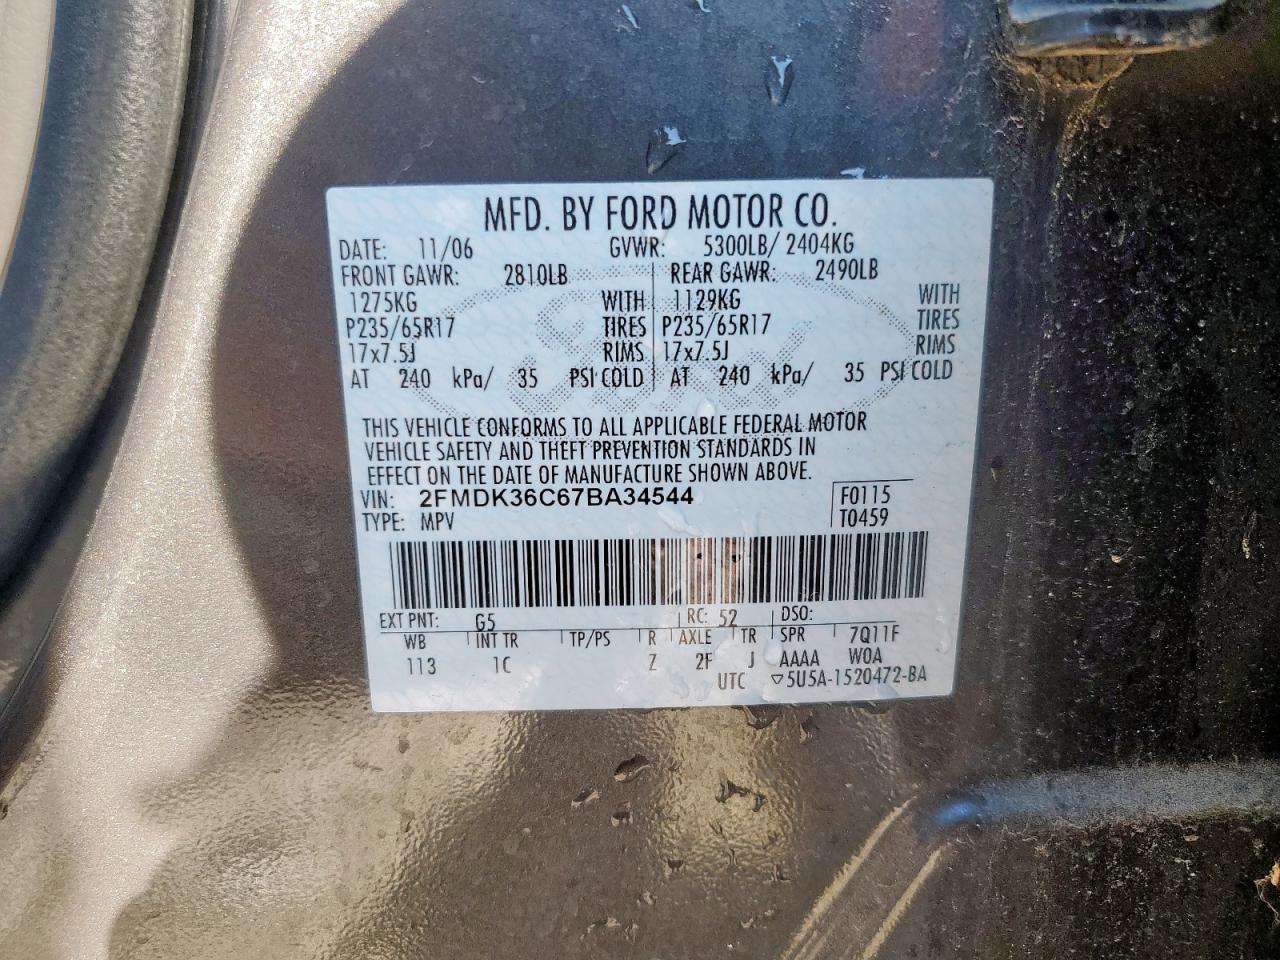 MFD. BY FORD MOTOR CO.
DATE: 11/06 GVWR: 5300LB/ 2404KG
FRONT GAWR: 2810LB REAR GAWR: 2490LB
1275KG WITH 1129KG WITH
P235/65R17 TIRES P235/65R17 TIRES
17x7.5J RIMS 17x7.5J RIMS
AT 240 kPa/ 35 PSI COLD AT 240 kPa/ 35 PSI COLD
THIS VEHICLE CONFORMS TO ALL APPLICABLE FEDERAL MOTOR
VEHICLE SAFETY AND THEFT PREVENTION STANDARDS IN
EFFECT ON THE DATE OF MANUFACTURE SHOWN ABOVE.
VIN: 2FMDK36C67BA34544 F0115
TYPE: MPV T0459
EXT PNT: G5 RC: 52 DSO:
WB INT TR TP/PS R AXLE TR SPR 7Q11F
113 1C Z 2F J AAAA WOA
UTC ▽5U5A-1520472-BA